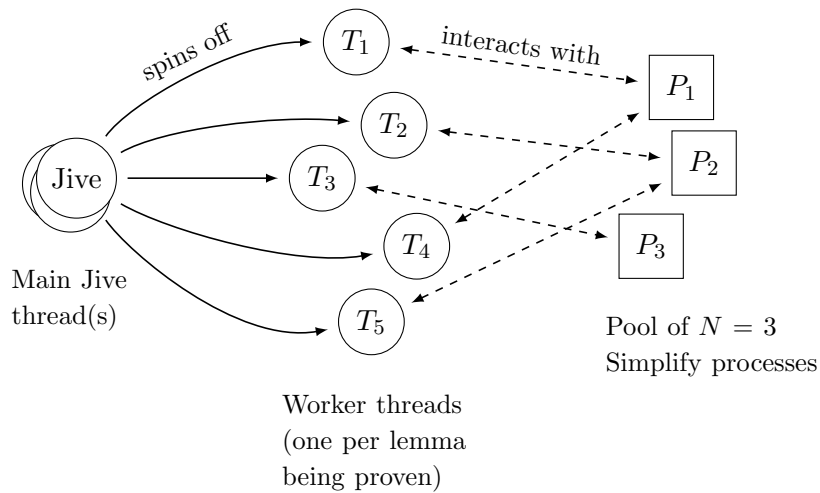 spins off
T1
interacts with
P1
T2
P2
Jive
T3
T4
P3
Main Jive
thread(s)
T5
Pool of N = 3
Simplify processes
Worker threads
(one per lemma
being proven)